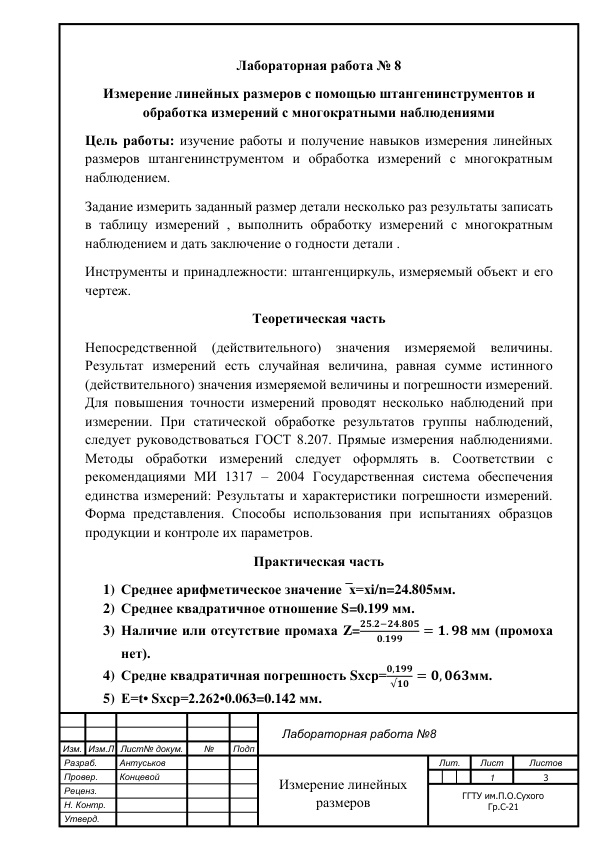 Лабораторная работа № 8
Измерение линейных размеров с помощью штангенинструментов и
обработка измерений с многократными наблюдениями
Цель работы: изучение работы и получение навыков измерения линейных
размеров штангенинструментом и обработка измерений с многократным
наблюдением.
Задание измерить заданный размер детали несколько раз результаты записать
в таблицу измерений , выполнить обработку измерений с многократным
наблюдением и дать заключение о годности детали .
Инструменты и принадлежности: штангенциркуль, измеряемый объект и его
чертеж.
Теоретическая часть
Непосредственной (действительного) значения измеряемой величины.
Результат измерений есть случайная величина, равная сумме истинного
(действительного) значения измеряемой величины и погрешности измерений.
Для повышения точности измерений проводят несколько наблюдений при
измерении. При статической обработке результатов группы наблюдений,
следует руководствоваться ГОСТ 8.207. Прямые измерения наблюдениями.
Методы обработки измерений следует оформлять в. Соответствии с
рекомендациями МИ 1317 – 2004 Государственная система обеспечения
единства измерений: Результаты и характеристики погрешности измерений.
Форма представления. Способы использования при испытаниях образцов
продукции и контроле их параметров.
Практическая часть
1) Среднее арифметическое значение ‾x=xi/n=24.805мм.
2) Среднее квадратичное отношение S=0.199 мм.
3) Наличие или отсутствие промаха Z=25.2−24.805/0.199 = 1.98 мм (промоха
нет).
4) Средне квадратичная погрешность Sxcp=0,199/√10 = 0,063мм.
5) E=t• Sxcp=2.262•0.063=0.142 мм.
Лабораторная работа №8
Изм. Изм.Л Лист№ докум. № Подп
Разраб. Антуськов
Провер. Концевой
Реценз.
Н. Контр.
Утверд.
Измерение линейных
размеров
Лит. Лист Листов
1 3
ГГТУ им.П.О.Сухого
Гр.С-21